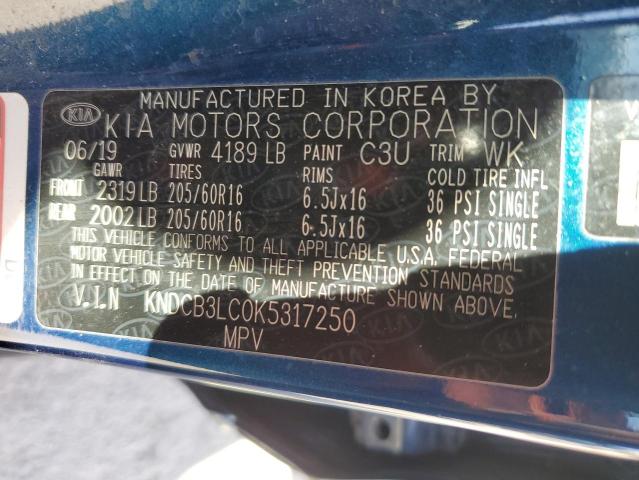 MANUFACTURED IN KOREA BY
KIA KIA MOTORS CORPORATION
06/19 GVWR 4189 LB PAINT C3U TRIM WK
GAWR TIRES RIMS COLD TIRE INFL
FRONT 2319 LB 205/60R16 6.5Jx16 36 PSI SINGLE
REAR 2002 LB 205/60R16 6.5Jx16 36 PSI SINGLE
THIS VEHICLE CONFORMS TO ALL APPLICABLE U.S.A. FEDERAL
MOTOR VEHICLE SAFETY AND THEFT PREVENTION STANDARDS
IN EFFECT ON THE DATE OF MANUFACTURE SHOWN ABOVE.
V.I.N KNDCB3LC0K5317250
MPV